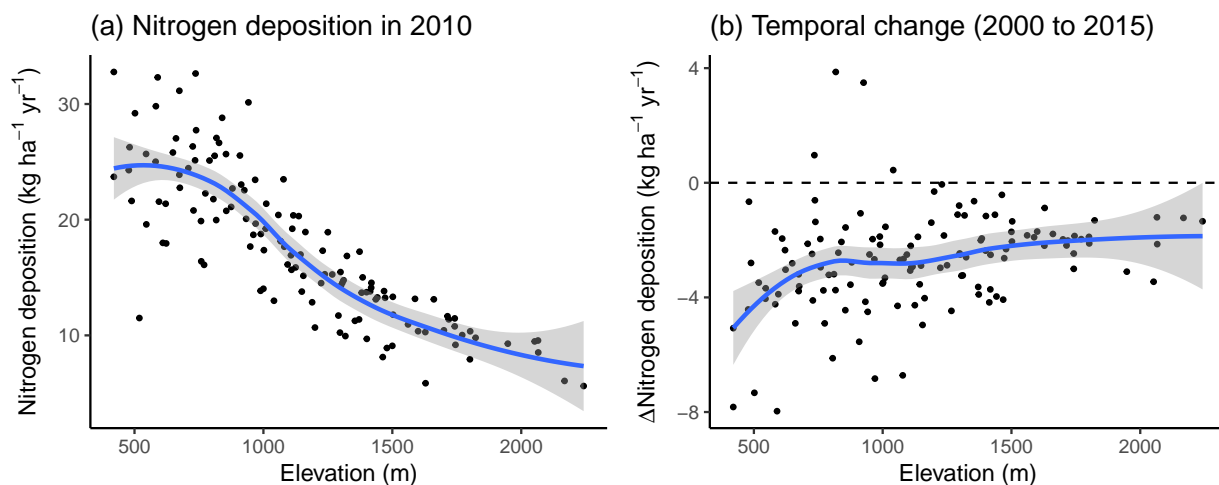 (a) Nitrogen deposition in 2010
Nitrogen deposition (kg ha⁻¹ yr⁻¹)
30
20
10
500 1000 1500 2000
Elevation (m)
(b) Temporal change (2000 to 2015)
ΔNitrogen deposition (kg ha⁻¹ yr⁻¹)
4
0
−4
−8
500 1000 1500 2000
Elevation (m)